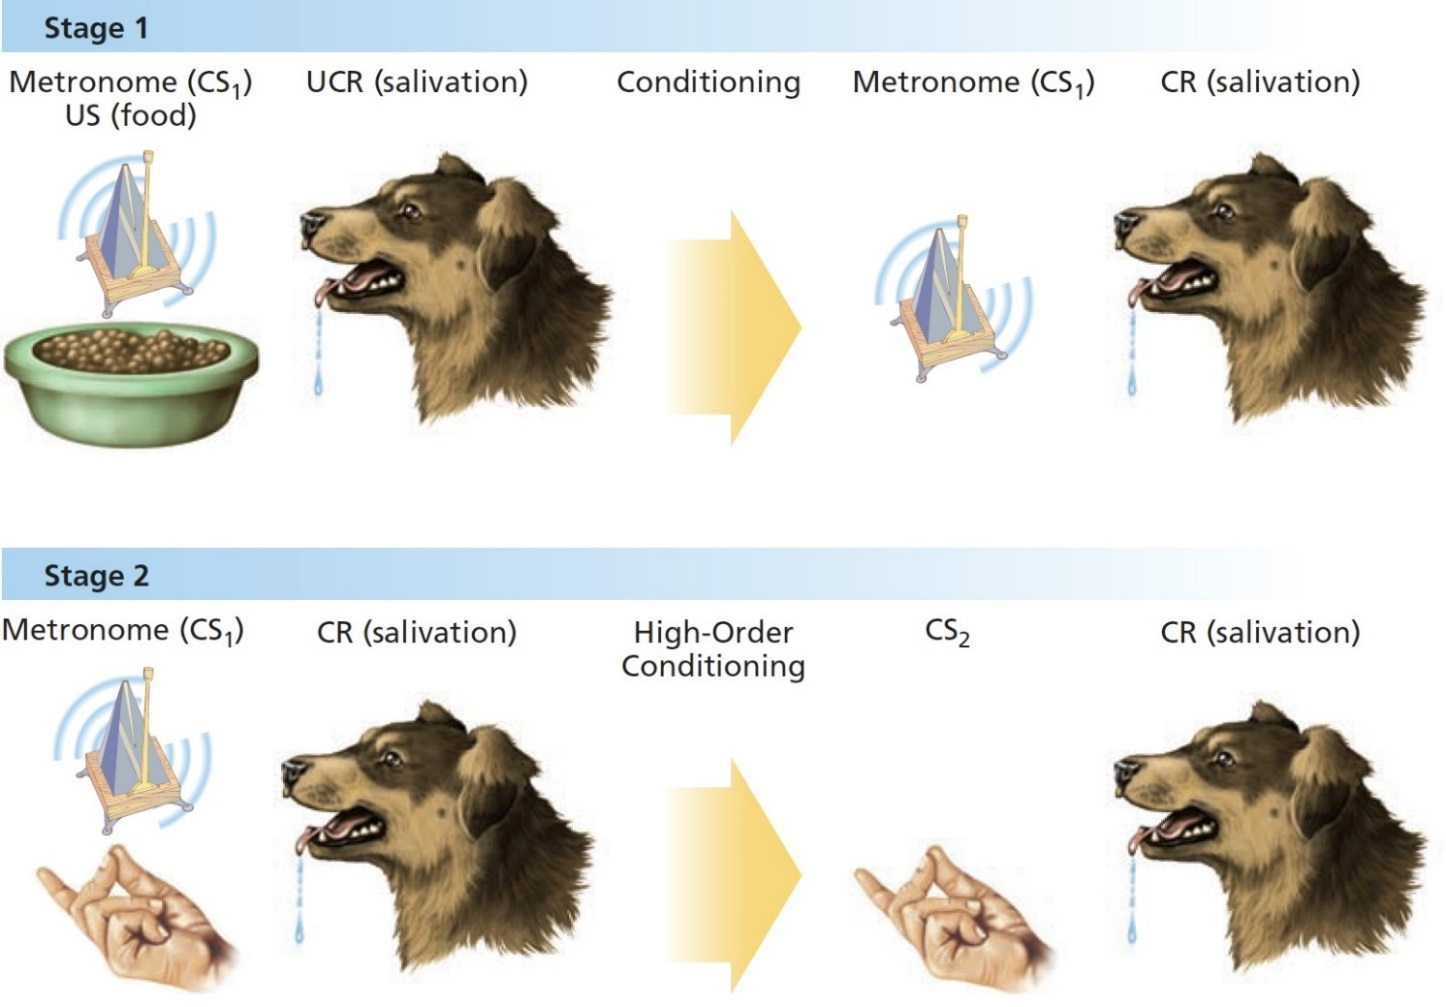 Stage 1
Metronome (CS₁)
US (food)
UCR (salivation)
Conditioning
Metronome (CS₁)
CR (salivation)
Stage 2
Metronome (CS₁)
CR (salivation)
High-Order
Conditioning
CS₂
CR (salivation)